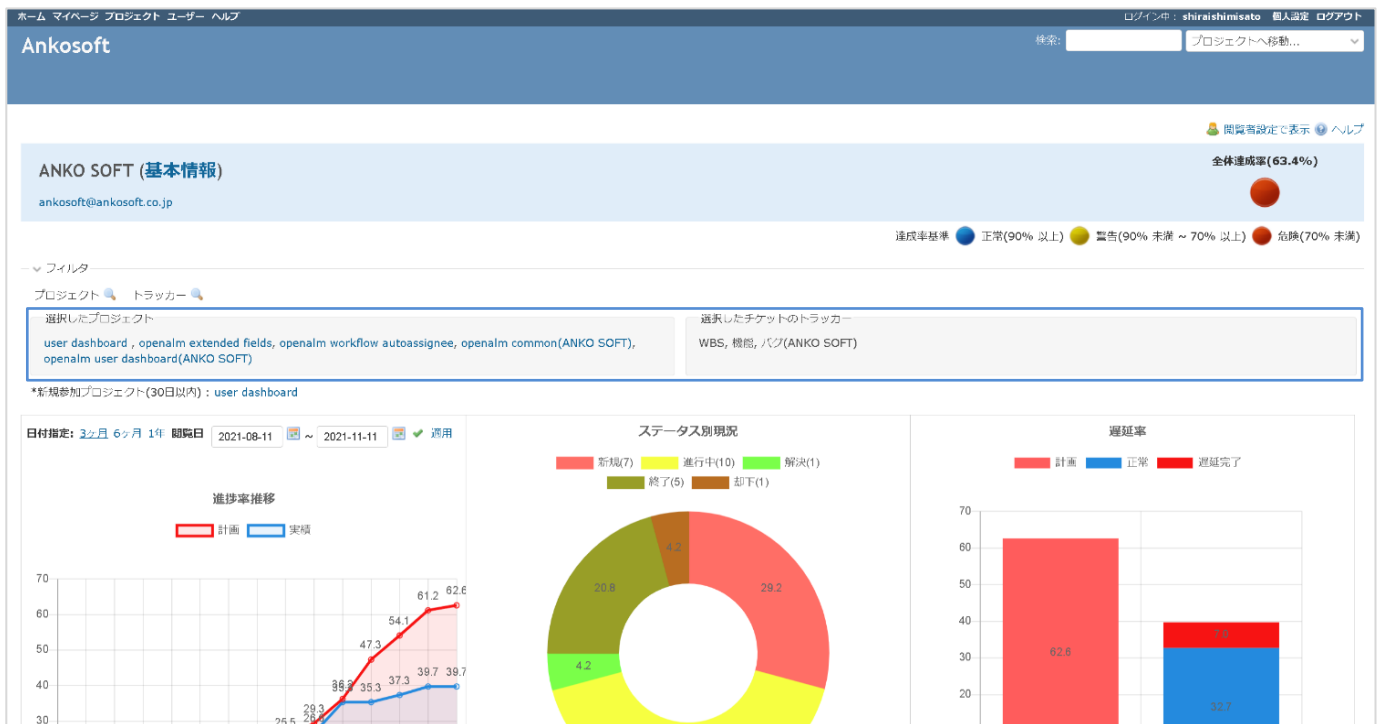 ホーム マイページ プロジェクト ユーザー ヘルプ
ログイン中： shiraishimisato 個人設定 ログアウト
Ankosoft
検索:
プロジェクトへ移動...
閲覧者設定で表示 ヘルプ
ANKO SOFT (基本情報)
全体達成率(63.4%)
ankosoft@ankosoft.co.jp
達成率基準 正常(90% 以上) 警告(90% 未満 ~ 70% 以上) 危険(70% 未満)
フィルタ
プロジェクト トラッカー
選択したプロジェクト
user dashboard , openalm extended fields, openalm workflow autoassignee, openalm common(ANKO SOFT),
openalm user dashboard(ANKO SOFT)
選択したチケットのトラッカー
WBS, 機能, バグ(ANKO SOFT)
*新規参加プロジェクト(30日以内) : user dashboard
日付指定: 3ヶ月 6ヶ月 1年 閲覧日 2021-08-11 ~ 2021-11-11 適用
進捗率推移
計画 実績
70
60
50
40
30
25.5
29.3
35.3
47.3
54.1
61.2
62.6
37.3
39.7
39.7
ステータス別現況
新規(7) 進行中(10) 解決(1)
終了(5) 却下(1)
4.2
20.8
29.2
4.2
遅延率
計画 正常 遅延完了
70
60
50
40
30
20
62.6
7.0
32.7